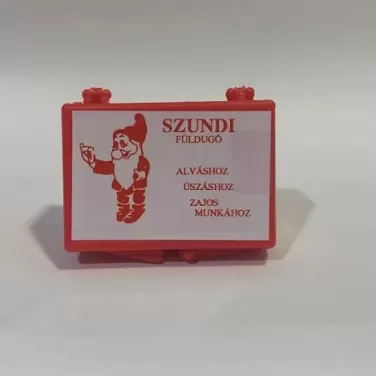 SZUNDI
FÜLDUGÓ
ALVÁSHOZ
ÚSZÁSHOZ
ZAJOS
MUNKÁHOZ